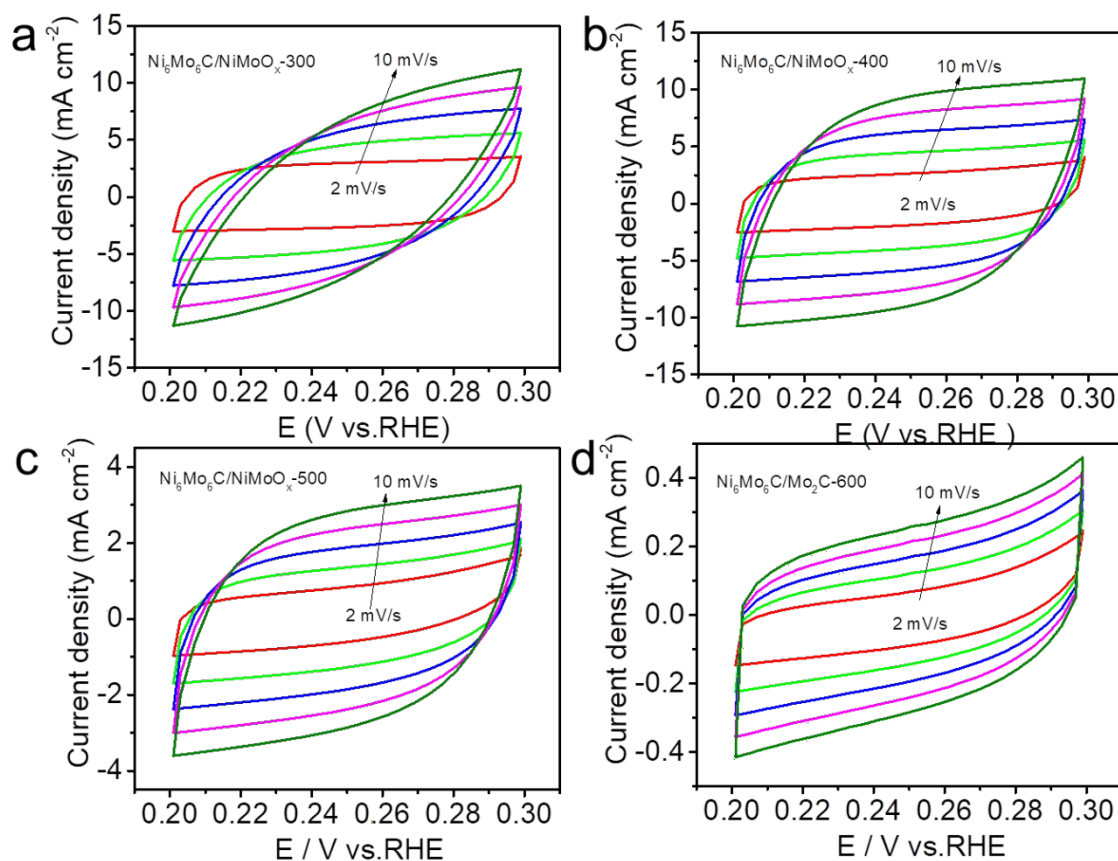 a
Ni₆Mo₆C/NiMoOₓ-300
10 mV/s
2 mV/s
Current density (mA cm⁻²)
15
10
5
0
-5
-10
-15
0.20 0.22 0.24 0.26 0.28 0.30
E (V vs.RHE)
b
Ni₆Mo₆C/NiMoOₓ-400
10 mV/s
2 mV/s
Current density (mA cm⁻²)
15
10
5
0
-5
-10
-15
0.20 0.22 0.24 0.26 0.28 0.30
E (V vs.RHE )
c
Ni₆Mo₆C/NiMoOₓ-500
10 mV/s
2 mV/s
Current density (mA cm⁻²)
4
2
0
-2
-4
0.20 0.22 0.24 0.26 0.28 0.30
E / V vs.RHE
d
Ni₆Mo₆C/Mo₂C-600
10 mV/s
2 mV/s
Current density (mA cm⁻²)
0.4
0.2
0.0
-0.2
-0.4
0.20 0.22 0.24 0.26 0.28 0.30
E / V vs.RHE